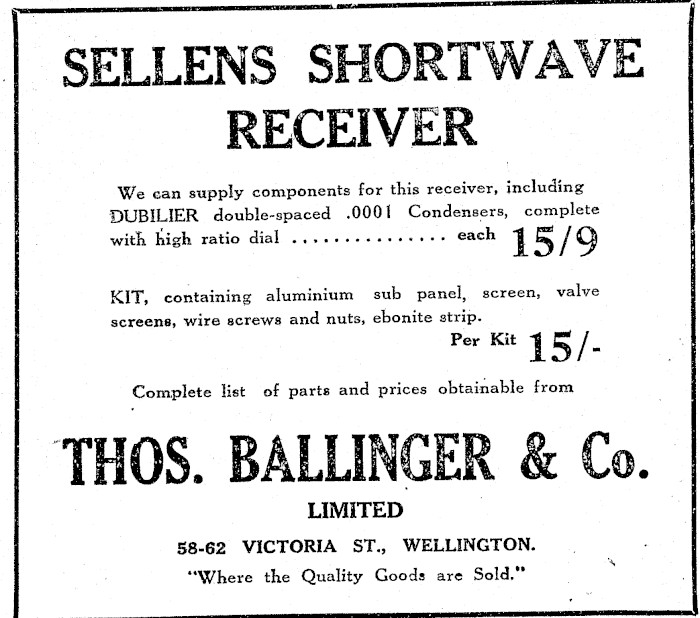 SELLENS SHORTWAVE
RECEIVER
We can supply components for this receiver, including
DUBILIER double-spaced .0001 Condensers, complete
with high ratio dial ............... each 15/9
KIT, containing aluminium sub panel, screen, valve
screens, wire screws and nuts, ebonite strip.
Per Kit 15/-
Complete list of parts and prices obtainable from
THOS. BALLINGER & Co.
LIMITED
58-62 VICTORIA ST., WELLINGTON.
"Where the Quality Goods are Sold."